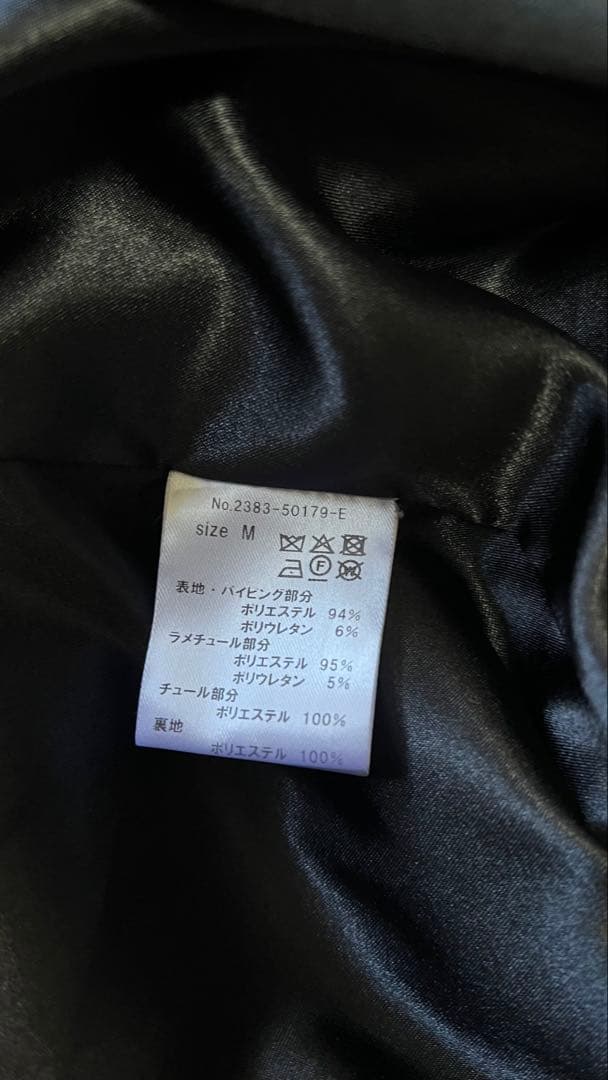 No.2383-50179-E
size M
表地・パイピング部分
ポリエステル 94%
ポリウレタン 6%
ラメチュール部分
ポリエステル 95%
ポリウレタン 5%
チュール部分
ポリエステル 100%
裏地
ポリエステル 100%